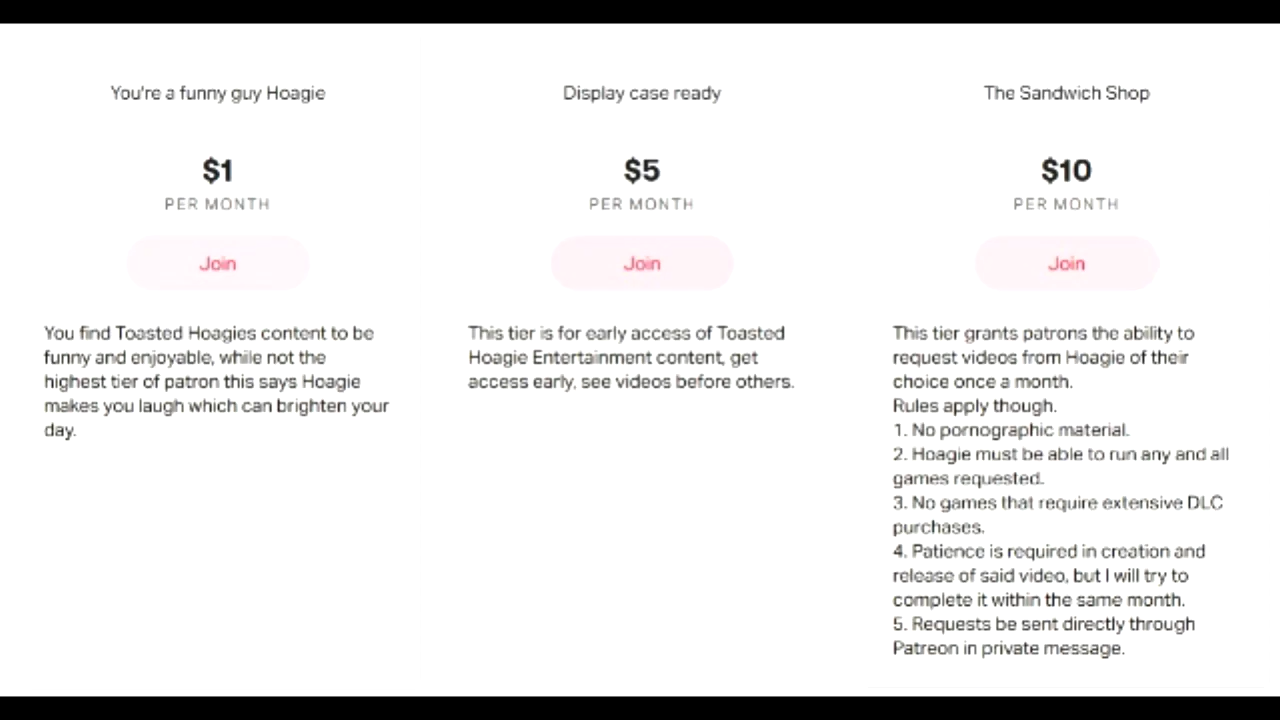 You're a funny guy Hoagie
$1
PER MONTH
Join
You find Toasted Hoagies content to be
funny and enjoyable, while not the
highest tier of patron this says Hoagie
makes you laugh which can brighten your
day.
Display case ready
$5
PER MONTH
Join
This tier is for early access of Toasted
Hoagie Entertainment content, get
access early, see videos before others.
The Sandwich Shop
$10
PER MONTH
Join
This tier grants patrons the ability to
request videos from Hoagie of their
choice once a month.
Rules apply though.
1. No pornographic material.
2. Hoagie must be able to run any and all
games requested.
3. No games that require extensive DLC
purchases.
4. Patience is required in creation and
release of said video, but I will try to
complete it within the same month.
5. Requests be sent directly through
Patreon in private message.